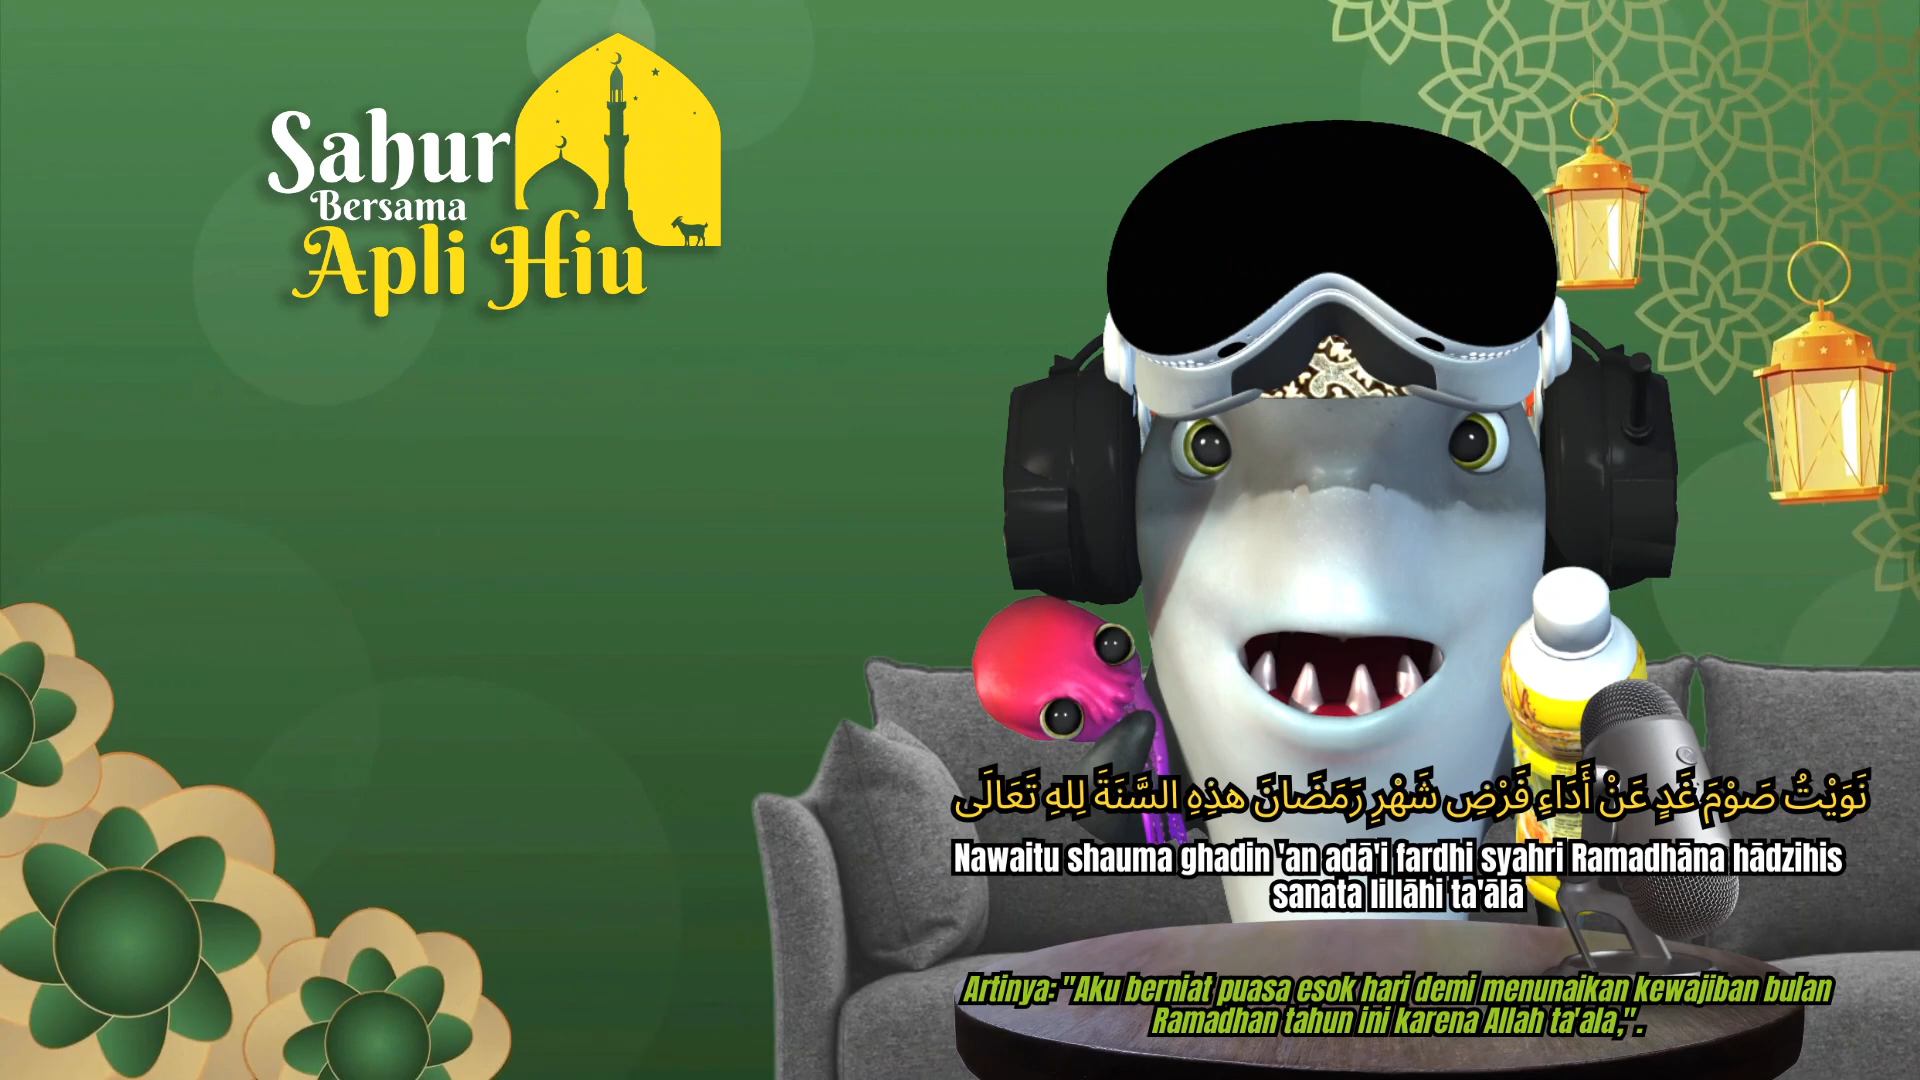 Sahur
Bersama
Apli Hiu
نَوَيْتُ صَوْمَ غَدٍ عَنْ أَدَاءِ فَرْضِ شَهْرِ رَمَضَانَ هذِهِ السَّنَةَ لِلهِ تَعَالَى
Nawaitu shauma ghadin 'an adā'i fardhi syahri Ramadhāna hādzihis
sanata lillāhi ta'ālā
Artinya: "Aku berniat puasa esok hari demi menunaikan kewajiban bulan
Ramadhan tahun ini karena Allah ta'ala,".